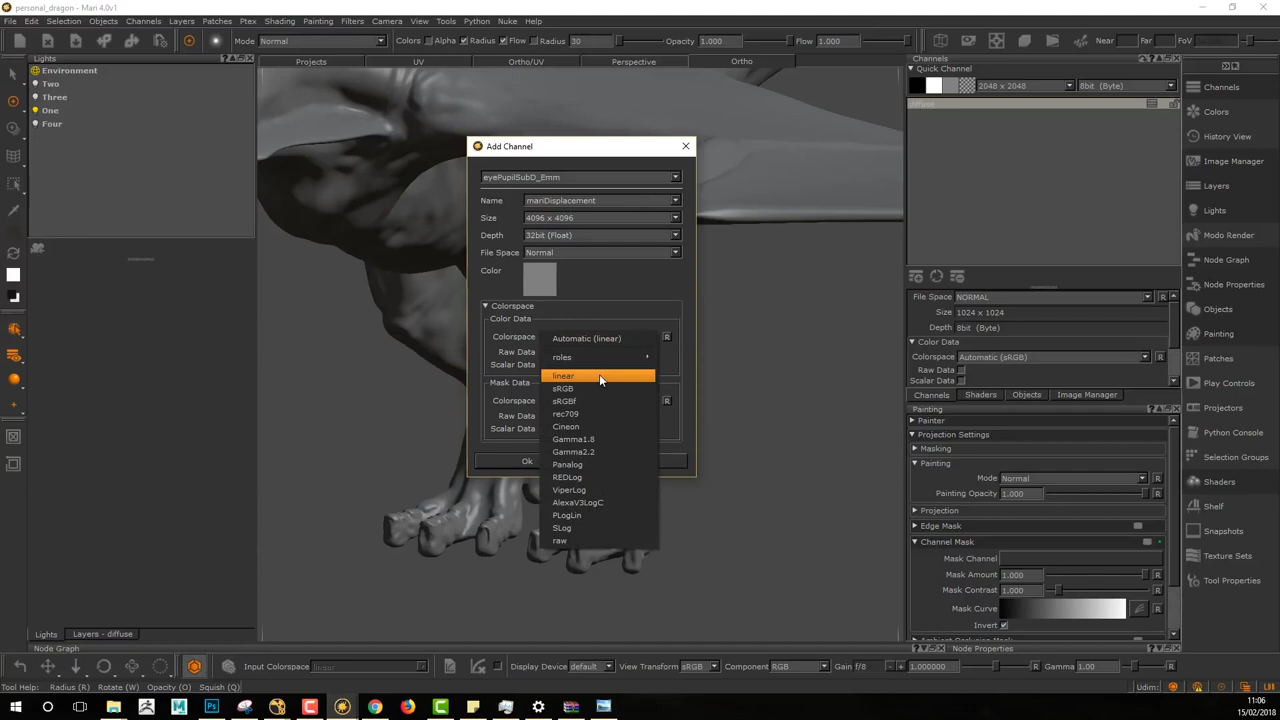 personal_dragon - Mari 4.0v1
File Edit Selection Objects Channels Layers Patches Ptex Shading Painting Filters Camera View Tools Python Nuke Help
Mode Normal Colors Alpha Radius Flow Radius 30 Opacity 1.000 Flow 1.000 Near Far FoV
Lights
Environment
Two
Three
One
Four
Projects UV Ortho/UV Perspective Ortho
Add Channel
eyePupilSubD_Emm
Name mariDisplacement
Size 4096 x 4096
Depth 32bit (Float)
File Space Normal
Color
Colorspace
Color Data
Colorspace R
Raw Data
Scalar Data
Mask Data
Colorspace R
Raw Data
Scalar Data
Ok
Automatic (linear)
roles
linear
sRGB
sRGBf
rec709
Cineon
Gamma1.8
Gamma2.2
Panalog
REDLog
ViperLog
AlexaV3LogC
PLogLin
SLog
raw
Channels
Quick Channel
2048 x 2048 8bit (Byte)
diffuse
File Space NORMAL R
Size 1024 x 1024
Depth 8bit (Byte)
Color Data
Colorspace Automatic (sRGB) R
Raw Data
Scalar Data
Channels Shaders Objects Image Manager
Painting
Painter
Projection Settings
Masking
Painting
Mode Normal R
Painting Opacity 1.000 R
Projection
Edge Mask
Channel Mask
Mask Channel
Mask Amount 1.000 R
Mask Contrast 1.000 R
Mask Curve R
Invert
Ambient Occlusion Mask
Channels
Colors
History View
Image Manager
Layers
Lights
Modo Render
Node Graph
Node Properties
Objects
Painting
Patches
Play Controls
Projectors
Python Console
Selection Groups
Shaders
Shelf
Snapshots
Texture Sets
Tool Properties
Lights Layers - diffuse
Node Graph
Node Properties
Input Colorspace linear Display Device default View Transform sRGB Component RGB Gain f/8 - + 1.000000 R Gamma 1.00 R
Tool Help: Radius (R) Rotate (W) Opacity (O) Squish (Q) Udim:
11:06
15/02/2018